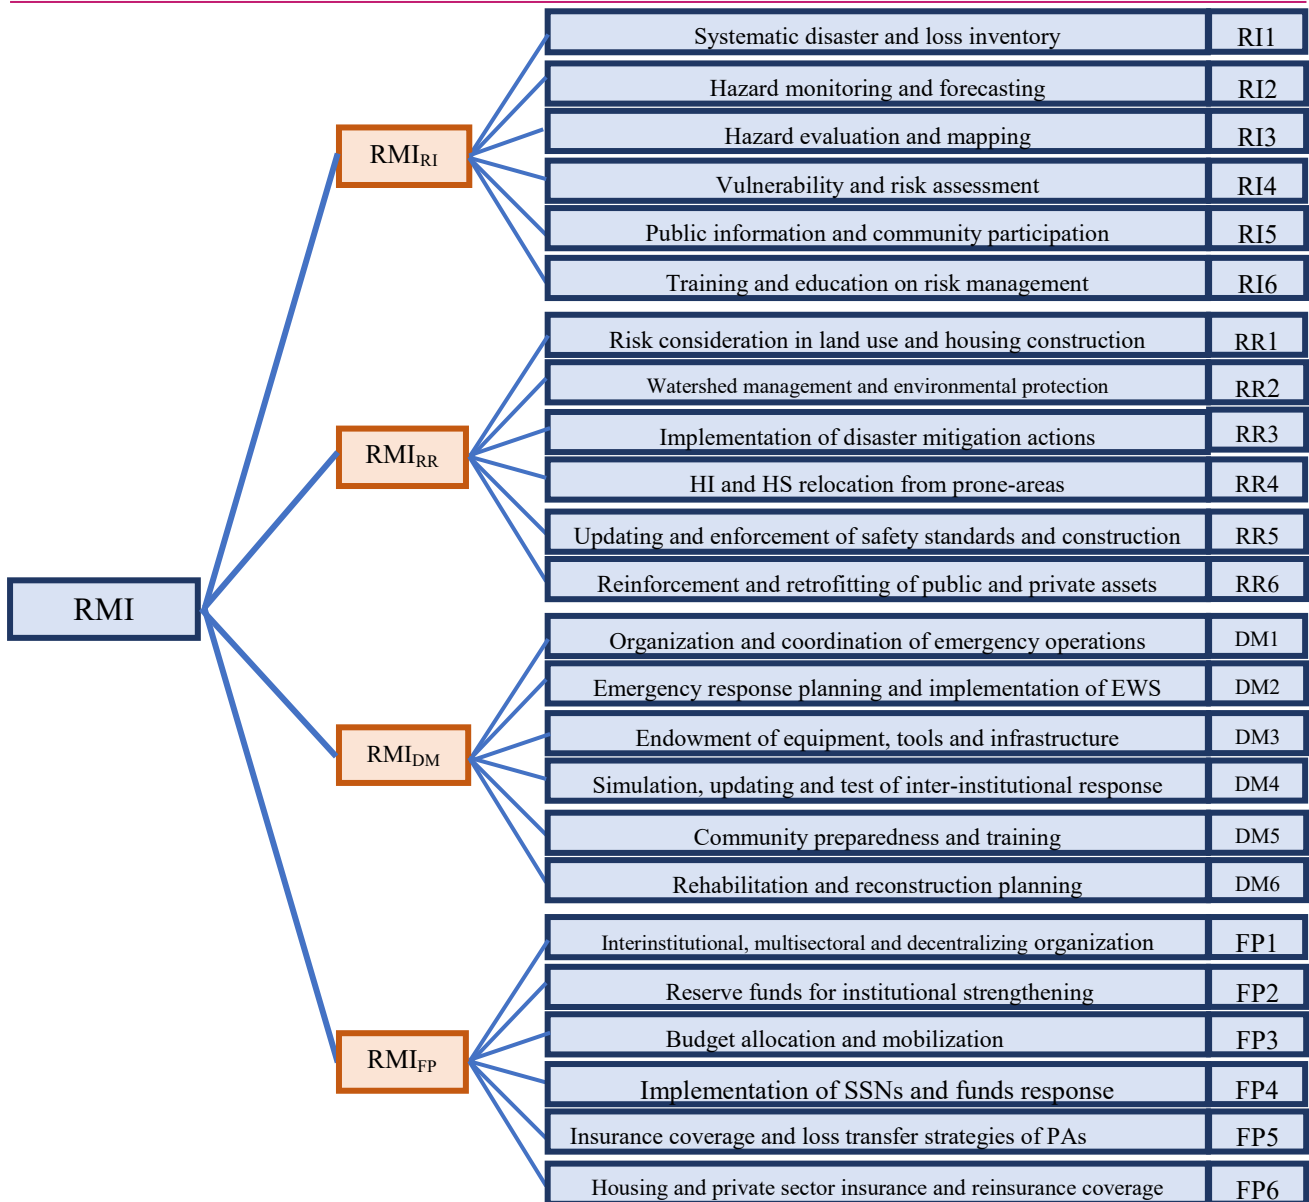 Systematic disaster and loss inventory RI1
Hazard monitoring and forecasting RI2
Hazard evaluation and mapping RI3
RMIRI
Vulnerability and risk assessment RI4
Public information and community participation RI5
Training and education on risk management RI6
Risk consideration in land use and housing construction RR1
Watershed management and environmental protection RR2
Implementation of disaster mitigation actions RR3
RMIRR
HI and HS relocation from prone-areas RR4
Updating and enforcement of safety standards and construction RR5
Reinforcement and retrofitting of public and private assets RR6
RMI
Organization and coordination of emergency operations DM1
Emergency response planning and implementation of EWS DM2
Endowment of equipment, tools and infrastructure DM3
RMIDM
Simulation, updating and test of inter-institutional response DM4
Community preparedness and training DM5
Rehabilitation and reconstruction planning DM6
Interinstitutional, multisectoral and decentralizing organization FP1
Reserve funds for institutional strengthening FP2
Budget allocation and mobilization FP3
RMIFP
Implementation of SSNs and funds response FP4
Insurance coverage and loss transfer strategies of PAs FP5
Housing and private sector insurance and reinsurance coverage FP6